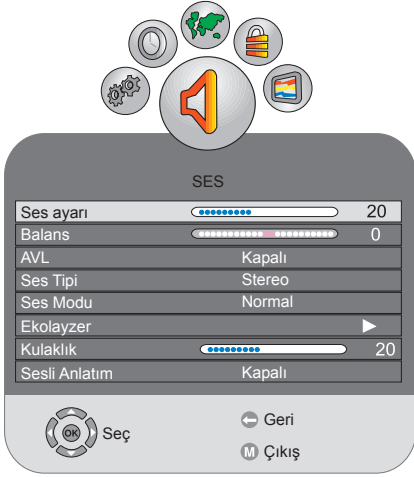 SES
Ses ayarı 20
Balans 0
AVL Kapalı
Ses Tipi Stereo
Ses Modu Normal
Ekolayzer
Kulaklık 20
Sesli Anlatım Kapalı
OK Seç
Geri
M Çıkış